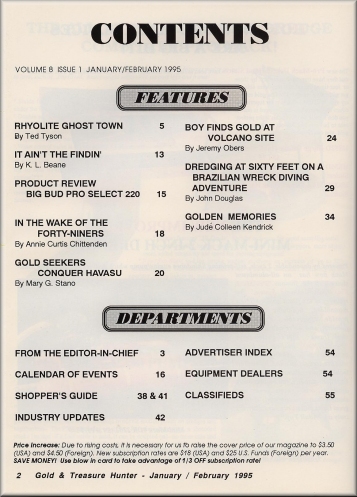 CONTENTS
VOLUME 8 ISSUE 1 JANUARY/FEBRUARY 1995
FEATURES
RHYOLITE GHOST TOWN 5
By Ted Tyson
IT AIN'T THE FINDIN' 13
By K. L. Beane
PRODUCT REVIEW
BIG BUD PRO SELECT 220 15
IN THE WAKE OF THE
FORTY-NINERS 18
By Annie Curtis Chittenden
GOLD SEEKERS
CONQUER HAVASU 20
By Mary G. Stano
BOY FINDS GOLD AT
VOLCANO SITE 24
By Jeremy Obers
DREDGING AT SIXTY FEET ON A
BRAZILIAN WRECK DIVING
ADVENTURE 29
By John Douglas
GOLDEN MEMORIES 34
By Judé Colleen Kendrick
DEPARTMENTS
FROM THE EDITOR-IN-CHIEF 3
CALENDAR OF EVENTS 16
SHOPPER'S GUIDE 38 & 41
INDUSTRY UPDATES 42
ADVERTISER INDEX 54
EQUIPMENT DEALERS 54
CLASSIFIEDS 55
Price Increase: Due to rising costs, it is necessary for us to raise the cover price of our magazine to $3.50
(USA) and $4.50 (Foreign). New subscription rates are $18 (USA) and $25 U.S. Funds (Foreign) per year.
SAVE MONEY! Use blow in card to take advantage of 1/3 OFF subscription rate!
2 Gold & Treasure Hunter - January / February 1995